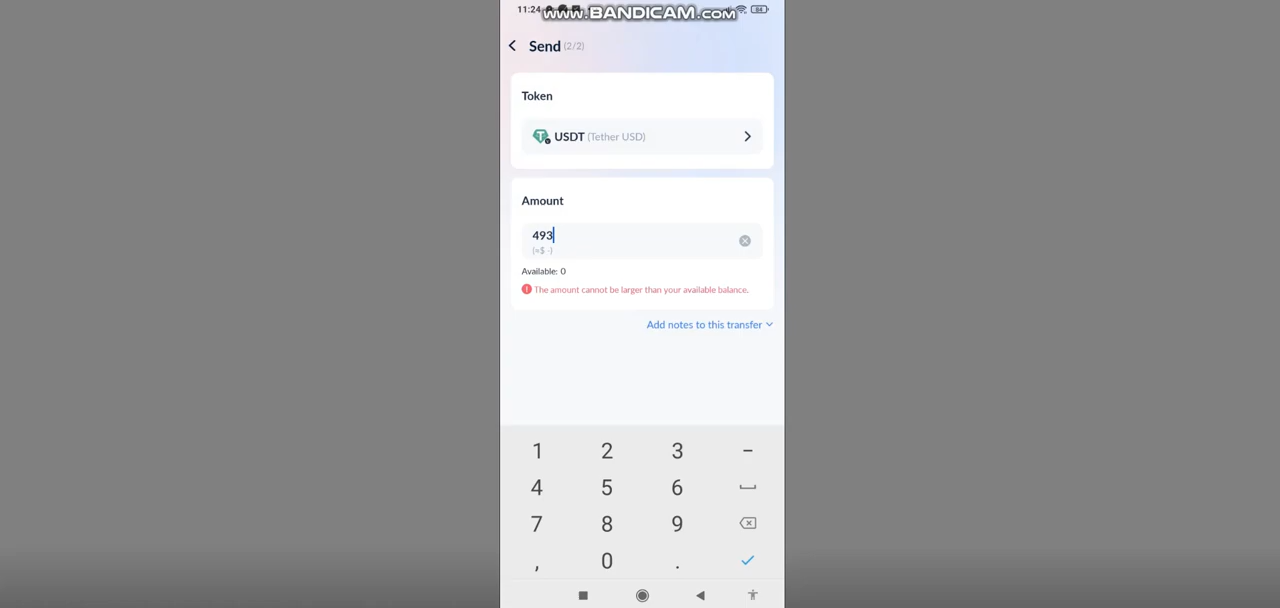 11:24
www.BANDICAM.com
84
Send (2/2)
Token
USDT (Tether USD)
Amount
493
(≈$ -)
Available: 0
The amount cannot be larger than your available balance.
Add notes to this transfer
1 2 3 -
4 5 6
7 8 9
, 0 .